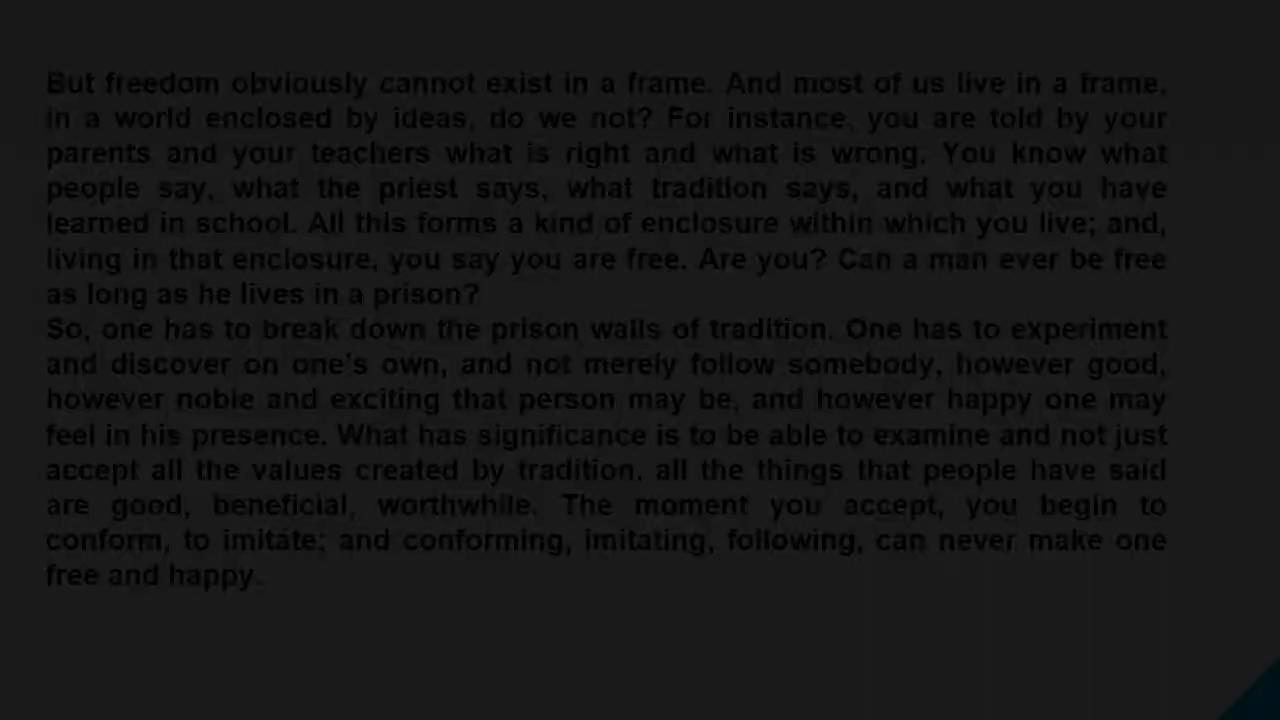 But freedom obviously cannot exist in a frame. And most of us live in a frame,
in a world enclosed by ideas, do we not? For instance, you are told by your
parents and your teachers what is right and what is wrong. You know what
people say, what the priest says, what tradition says, and what you have
learned in school. All this forms a kind of enclosure within which you live; and,
living in that enclosure, you say you are free. Are you? Can a man ever be free
as long as he lives in a prison?
So, one has to break down the prison walls of tradition. One has to experiment
and discover on one's own, and not merely follow somebody, however good,
however noble and exciting that person may be, and however happy one may
feel in his presence. What has significance is to be able to examine and not just
accept all the values created by tradition, all the things that people have said
are good, beneficial, worthwhile. The moment you accept, you begin to
conform, to imitate; and conforming, imitating, following, can never make one
free and happy.